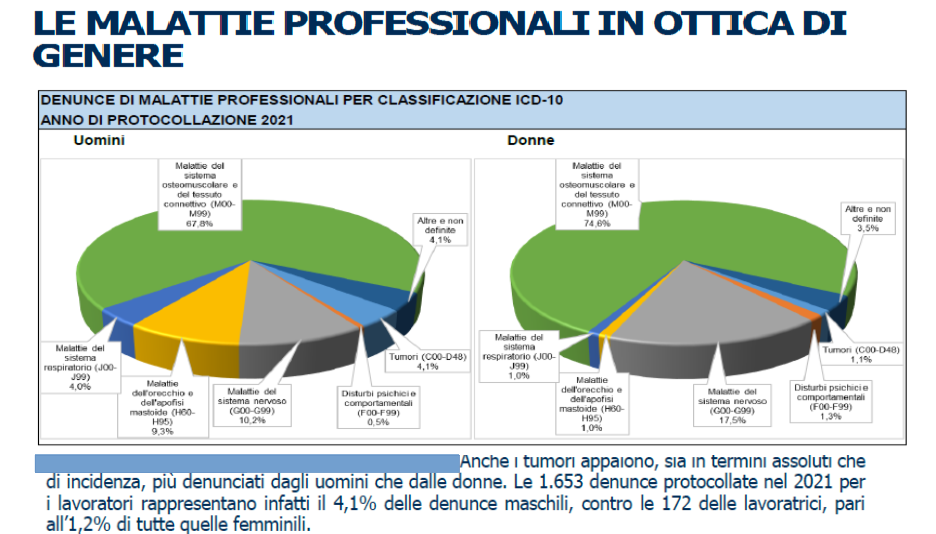 LE MALATTIE PROFESSIONALI IN OTTICA DI
GENERE
DENUNCE DI MALATTIE PROFESSIONALI PER CLASSIFICAZIONE ICD-10
ANNO DI PROTOCOLLAZIONE 2021
Uomini
Malattie del
sistema
osteomuscolare e
del tessuto
connettivo (M00-
M99)
67,8%
Altre e non
definite
4,1%
Tumori (C00-D48)
4,1%
Disturbi psichici e
comportamentali
(F00-F99)
0,5%
Malattie del
sistema nervoso
(G00-G99)
10,2%
Malattie
dell'orecchio e
dell'apofisi
mastoide (H60-
H95)
9,3%
Malattie del
sistema
respiratorio (J00-
J99)
4,0%
Donne
Malattie del
sistema
osteomuscolare e
del tessuto
connettivo (M00-
M99)
74,6%
Altre e non
definite
3,5%
Tumori (C00-D48)
1,1%
Disturbi psichici e
comportamentali
(F00-F99)
1,3%
Malattie del
sistema nervoso
(G00-G99)
17,5%
Malattie
dell'orecchio e
dell'apofisi
mastoide (H60-
H95)
1,0%
Malattie del
sistema
respiratorio (J00-
J99)
1,0%
Anche i tumori appaiono, sia in termini assoluti che
di incidenza, più denunciati dagli uomini che dalle donne. Le 1.653 denunce protocollate nel 2021 per
i lavoratori rappresentano infatti il 4,1% delle denunce maschili, contro le 172 delle lavoratrici, pari
all'1,2% di tutte quelle femminili.